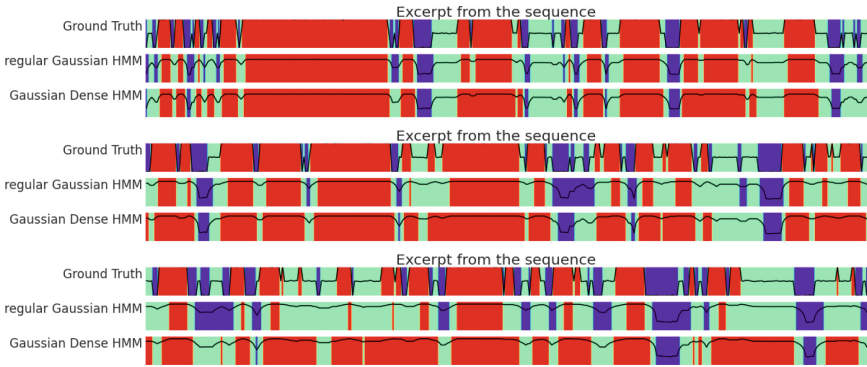 Excerpt from the sequence
Ground Truth
regular Gaussian HMM
Gaussian Dense HMM
Excerpt from the sequence
Ground Truth
regular Gaussian HMM
Gaussian Dense HMM
Excerpt from the sequence
Ground Truth
regular Gaussian HMM
Gaussian Dense HMM